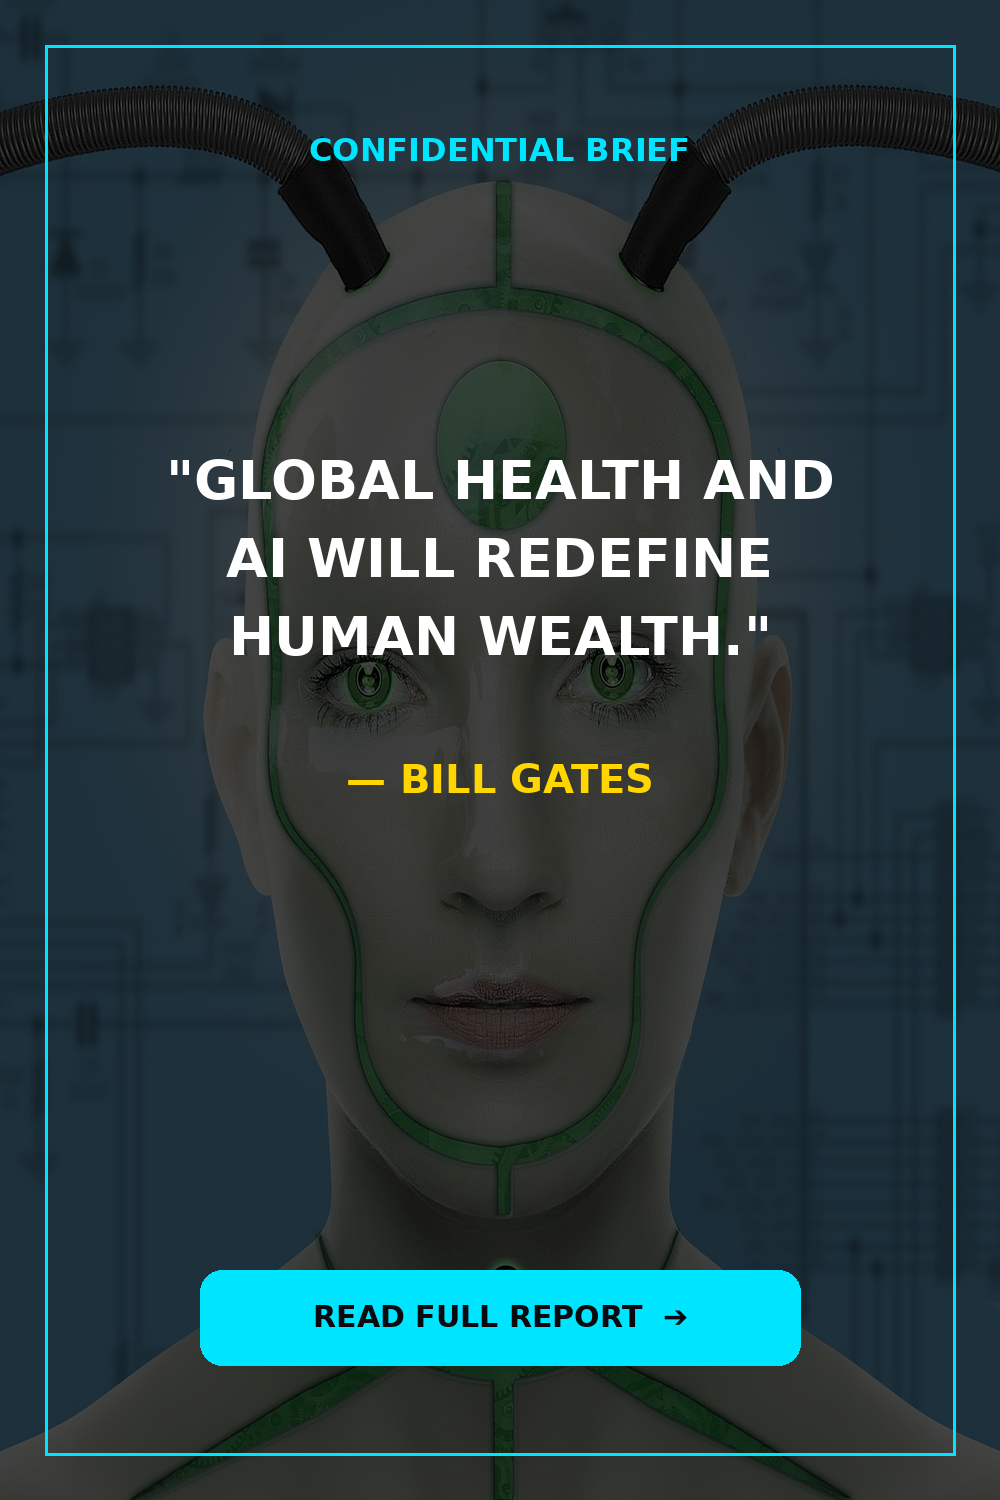 CONFIDENTIAL BRIEF
"GLOBAL HEALTH AND
AI WILL REDEFINE
HUMAN WEALTH."
— BILL GATES
READ FULL REPORT ➔